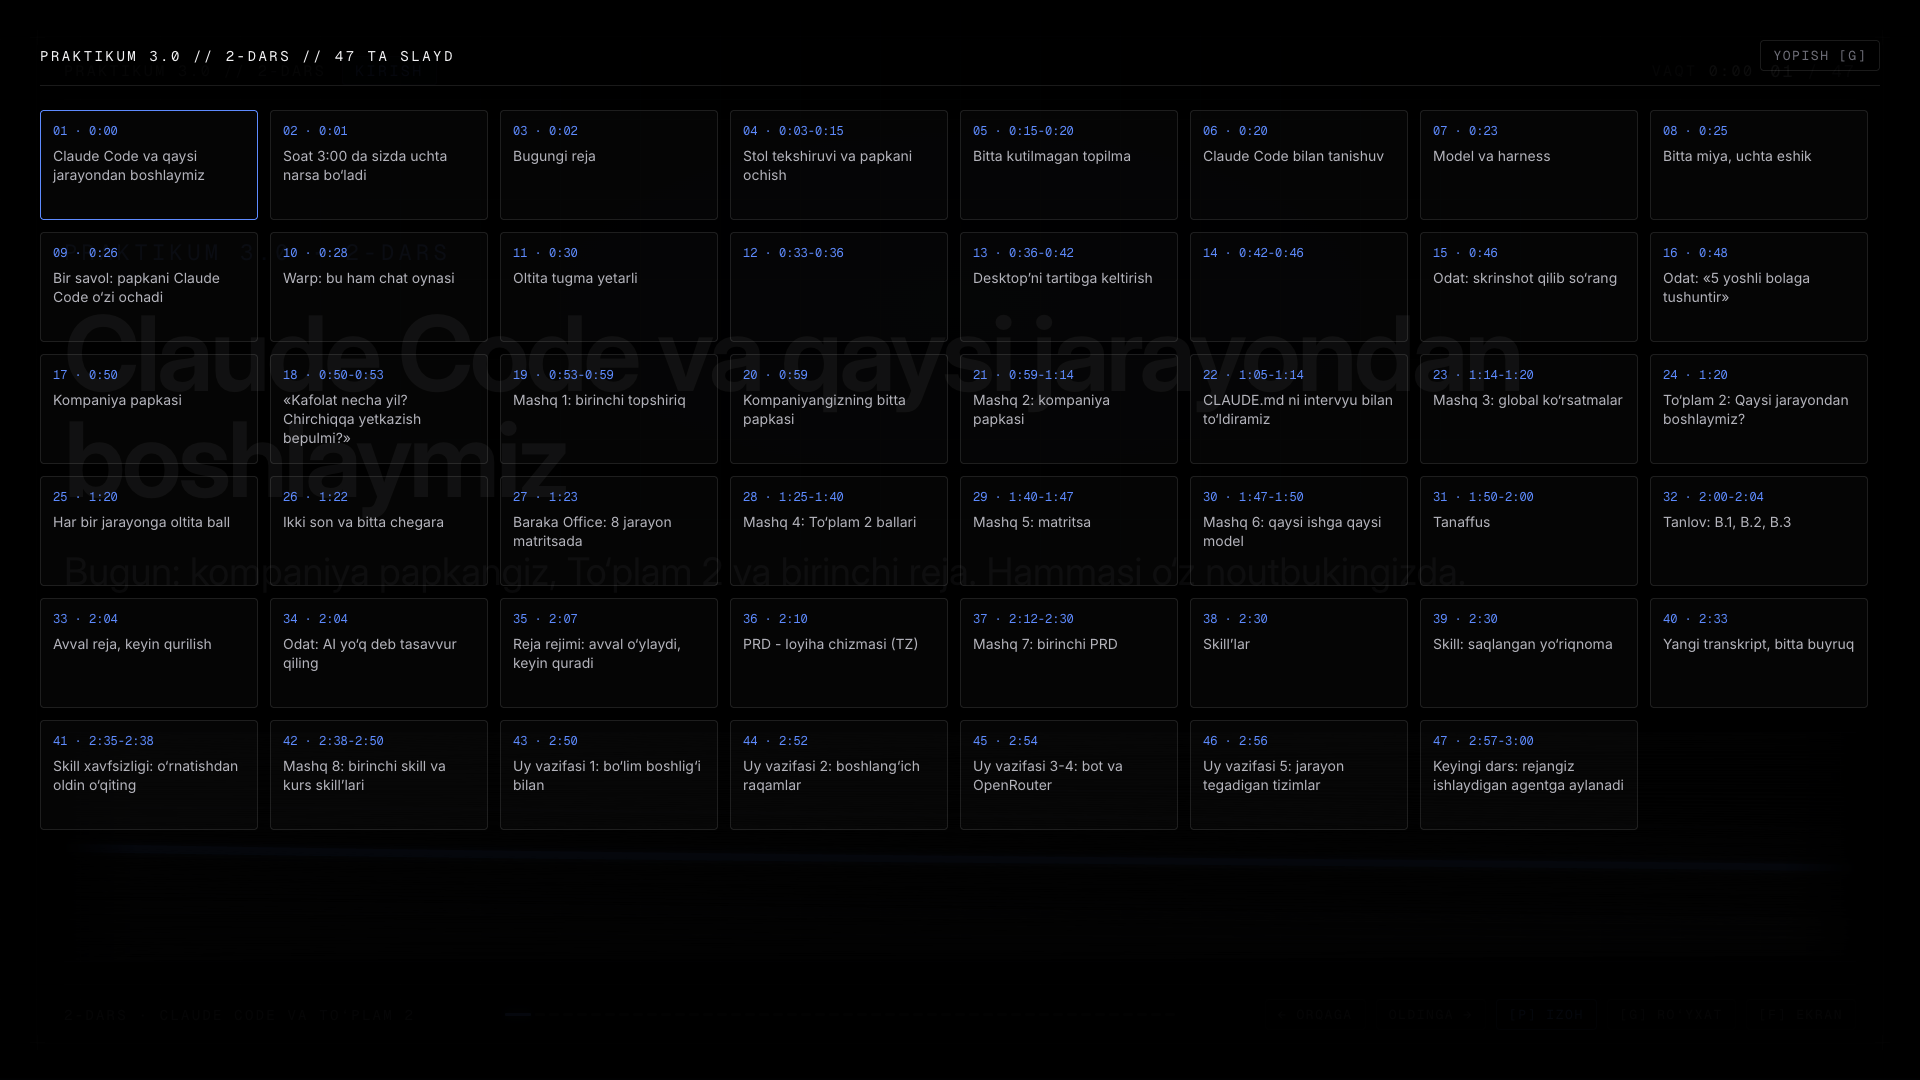 PRAKTIKUM 3.0 // 2-DARS // 47 TA SLAYD
YOPISH [G]
01 · 0:00
Claude Code va qaysi
jarayondan boshlaymiz
02 · 0:01
Soat 3:00 da sizda uchta
narsa bo‘ladi
03 · 0:02
Bugungi reja
04 · 0:03-0:15
Stol tekshiruvi va papkani
ochish
05 · 0:15-0:20
Bitta kutilmagan topilma
06 · 0:20
Claude Code bilan tanishuv
07 · 0:23
Model va harness
08 · 0:25
Bitta miya, uchta eshik
09 · 0:26
Bir savol: papkani Claude
Code o‘zi ochadi
10 · 0:28
Warp: bu ham chat oynasi
11 · 0:30
Oltita tugma yetarli
12 · 0:33-0:36
13 · 0:36-0:42
Desktop’ni tartibga keltirish
14 · 0:42-0:46
15 · 0:46
Odat: skrinshot qilib so‘rang
16 · 0:48
Odat: «5 yoshli bolaga
tushuntir»
17 · 0:50
Kompaniya papkasi
18 · 0:50-0:53
«Kafolat necha yil?
Chirchiqqa yetkazish
bepulmi?»
19 · 0:53-0:59
Mashq 1: birinchi topshiriq
20 · 0:59
Kompaniyangizning bitta
papkasi
21 · 0:59-1:14
Mashq 2: kompaniya
papkasi
22 · 1:05-1:14
CLAUDE.md ni intervyu bilan
to‘ldiramiz
23 · 1:14-1:20
Mashq 3: global ko‘rsatmalar
24 · 1:20
To‘plam 2: Qaysi jarayondan
boshlaymiz?
25 · 1:20
Har bir jarayonga oltita ball
26 · 1:22
Ikki son va bitta chegara
27 · 1:23
Baraka Office: 8 jarayon
matritsada
28 · 1:25-1:40
Mashq 4: To‘plam 2 ballari
29 · 1:40-1:47
Mashq 5: matritsa
30 · 1:47-1:50
Mashq 6: qaysi ishga qaysi
model
31 · 1:50-2:00
Tanaffus
32 · 2:00-2:04
Tanlov: B.1, B.2, B.3
33 · 2:04
Avval reja, keyin qurilish
34 · 2:04
Odat: AI yo‘q deb tasavvur
qiling
35 · 2:07
Reja rejimi: avval o‘ylaydi,
keyin quradi
36 · 2:10
PRD - loyiha chizmasi (TZ)
37 · 2:12-2:30
Mashq 7: birinchi PRD
38 · 2:30
Skill’lar
39 · 2:30
Skill: saqlangan yo‘riqnoma
40 · 2:33
Yangi transkript, bitta buyruq
41 · 2:35-2:38
Skill xavfsizligi: o‘rnatishdan
oldin o‘qiting
42 · 2:38-2:50
Mashq 8: birinchi skill va
kurs skill’lari
43 · 2:50
Uy vazifasi 1: bo‘lim boshlig‘i
bilan
44 · 2:52
Uy vazifasi 2: boshlang‘ich
raqamlar
45 · 2:54
Uy vazifasi 3-4: bot va
OpenRouter
46 · 2:56
Uy vazifasi 5: jarayon
tegadigan tizimlar
47 · 2:57-3:00
Keyingi dars: rejangiz
ishlaydigan agentga aylanadi
Claude Code va qaysi jarayondan
boshlaymiz
Bugun: kompaniya papkangiz, To‘plam 2 va birinchi reja. Hammasi o‘z noutbukingizda.